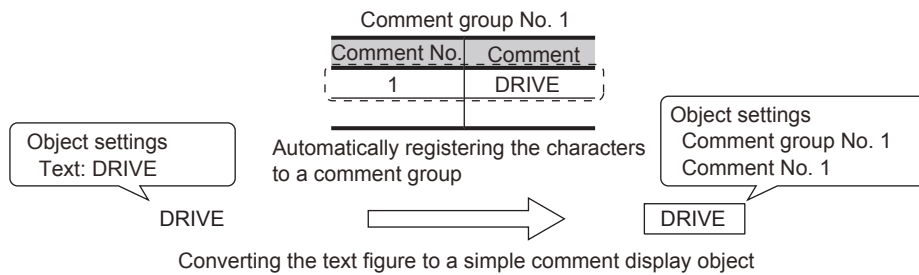 Comment group No. 1
Comment No. Comment
1 DRIVE
Object settings
Text: DRIVE
Automatically registering the characters
to a comment group
Object settings
Comment group No. 1
Comment No. 1
DRIVE
DRIVE
Converting the text figure to a simple comment display object